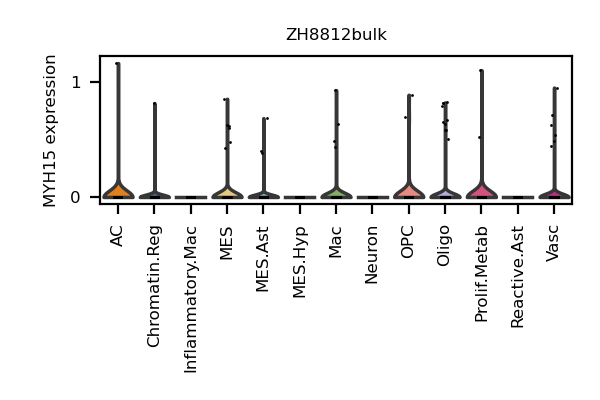 ZH8812bulk
MYH15 expression
1
0
AC
Chromatin.Reg
Inflammatory.Mac
MES
MES.Ast
MES.Hyp
Mac
Neuron
OPC
Oligo
Prolif.Metab
Reactive.Ast
Vasc